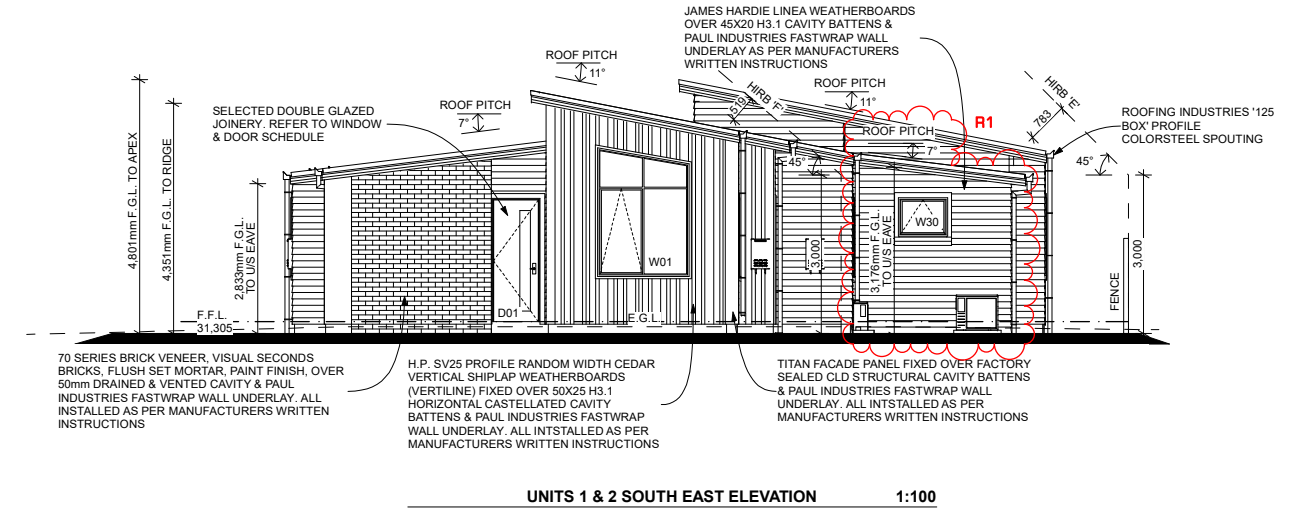 JAMES HARDIE LINEA WEATHERBOARDS
OVER 45X20 H3.1 CAVITY BATTENS &
PAUL INDUSTRIES FASTWRAP WALL
UNDERLAY AS PER MANUFACTURERS
WRITTEN INSTRUCTIONS
ROOF PITCH
11°
ROOF PITCH
11°
HIRB 'F'
519
HIRB 'E'
783
SELECTED DOUBLE GLAZED
JOINERY. REFER TO WINDOW
& DOOR SCHEDULE
ROOF PITCH
7°
R1
ROOF PITCH
7°
ROOFING INDUSTRIES '125
BOX' PROFILE
COLORSTEEL SPOUTING
45°
45°
4,801mm F.G.L. TO APEX
4,351mm F.G.L. TO RIDGE
2,833mm F.G.L.
TO U/S EAVE
W01
W30
3,000
3,176mm F.G.L.
TO U/S EAVE
FENCE
3,000
F.F.L.
31,305
D01
F.G.L.
70 SERIES BRICK VENEER, VISUAL SECONDS
BRICKS, FLUSH SET MORTAR, PAINT FINISH, OVER
50mm DRAINED & VENTED CAVITY & PAUL
INDUSTRIES FASTWRAP WALL UNDERLAY. ALL
INSTALLED AS PER MANUFACTURERS WRITTEN
INSTRUCTIONS
H.P. SV25 PROFILE RANDOM WIDTH CEDAR
VERTICAL SHIPLAP WEATHERBOARDS
(VERTILINE) FIXED OVER 50X25 H3.1
HORIZONTAL CASTELLATED CAVITY
BATTENS & PAUL INDUSTRIES FASTWRAP
WALL UNDERLAY. ALL INTSTALLED AS PER
MANUFACTURERS WRITTEN INSTRUCTIONS
TITAN FACADE PANEL FIXED OVER FACTORY
SEALED CLD STRUCTURAL CAVITY BATTENS
& PAUL INDUSTRIES FASTWRAP WALL
UNDERLAY. ALL INTSTALLED AS PER
MANUFACTURERS WRITTEN INSTRUCTIONS
UNITS 1 & 2 SOUTH EAST ELEVATION 1:100